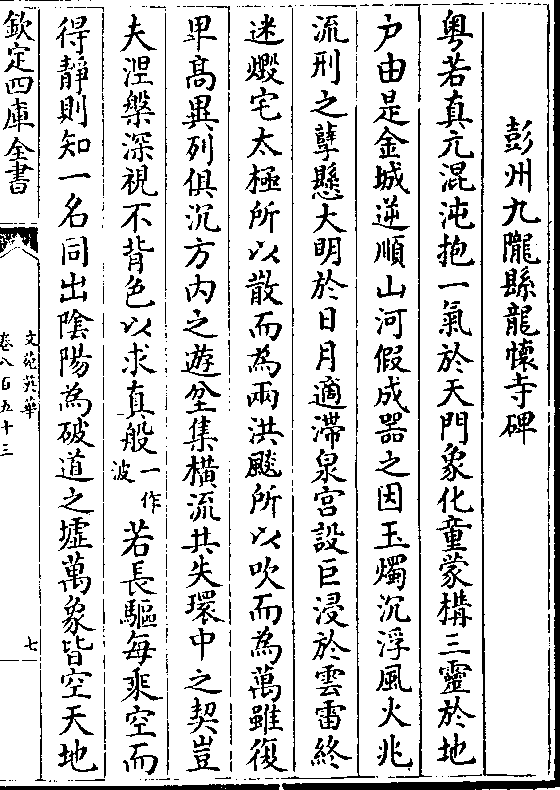 彭州九隴縣龍懷寺碑
粤若真元混沌抱一氣於天門象化童蒙構三靈於地
户由是金城逆順山河假成器之因玉燭沉浮風火兆
流刑之孽懸大明於日月適滯泉宫設巨浸於雲雷終
迷燬宅太極所以散而為兩洪飈所以吹而為萬雖復
卑髙異列俱沉方内之遊坌集横流共失環中之契豈
夫涅槃深視不背色以求真般一作波若長驅每乘空而
得靜則知一名同出陰陽為破道之墟萬象皆空天地
欽定四庫全書
文苑英華
卷八百五十三
七